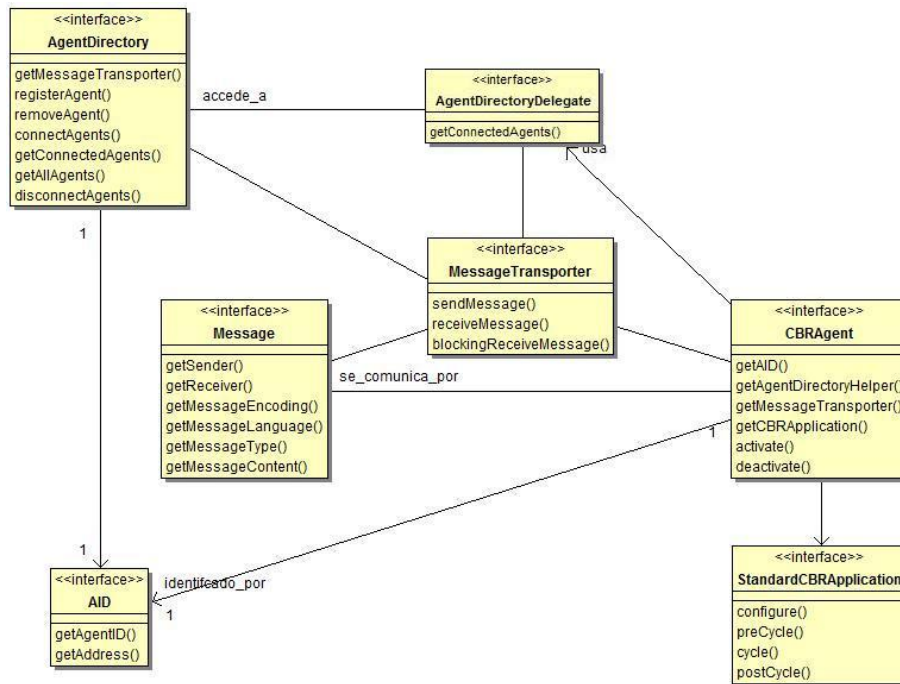 <<interface>>
AgentDirectory
getMessageTransporter()
registerAgent()
removeAgent()
connectAgents()
getConnectedAgents()
getAllAgents()
disconnectAgents()
accede_a
<<interface>>
AgentDirectoryDelegate
getConnectedAgents()
usa
1
<<interface>>
MessageTransporter
sendMessage()
receiveMessage()
blockingReceiveMessage()
<<interface>>
Message
getSender()
getReceiver()
getMessageEncoding()
getMessageLanguage()
getMessageType()
getMessageContent()
se_comunica_por
<<interface>>
CBRAgent
getAID()
getAgentDirectoryHelper()
getMessageTransporter()
getCBRApplication()
activate()
deactivate()
1
1
<<interface>>
AID
getAgentID()
getAddress()
identifcado_por
1
<<interface>>
StandardCBRApplication
configure()
preCycle()
cycle()
postCycle()